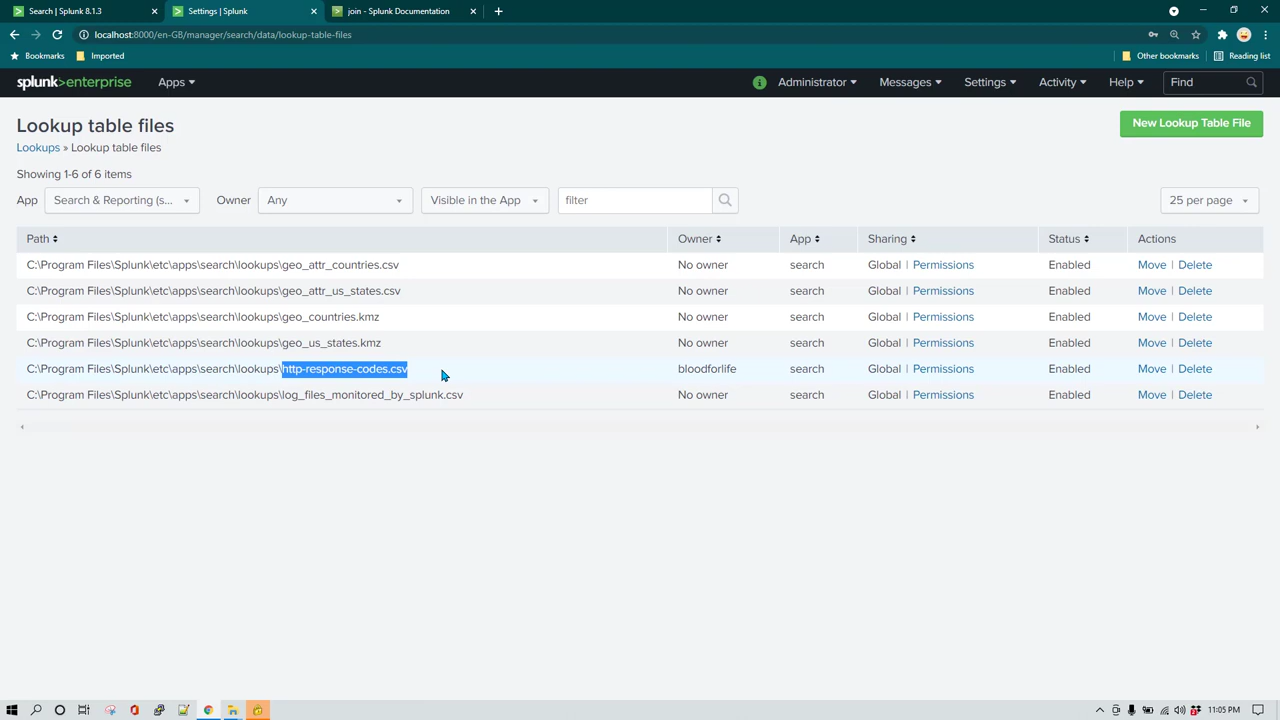 Search | Splunk 8.1.3
Settings | Splunk
join - Splunk Documentation
localhost:8000/en-GB/manager/search/data/lookup-table-files
Bookmarks Imported Other bookmarks Reading list
splunk>enterprise Apps Administrator Messages Settings Activity Help Find
Lookup table files
New Lookup Table File
Lookups » Lookup table files
Showing 1-6 of 6 items
App Search & Reporting (s... Owner Any Visible in the App filter 25 per page
Path Owner App Sharing Status Actions
C:\Program Files\Splunk\etc\apps\search\lookups\geo_attr_countries.csv No owner search Global | Permissions Enabled Move | Delete
C:\Program Files\Splunk\etc\apps\search\lookups\geo_attr_us_states.csv No owner search Global | Permissions Enabled Move | Delete
C:\Program Files\Splunk\etc\apps\search\lookups\geo_countries.kmz No owner search Global | Permissions Enabled Move | Delete
C:\Program Files\Splunk\etc\apps\search\lookups\geo_us_states.kmz No owner search Global | Permissions Enabled Move | Delete
C:\Program Files\Splunk\etc\apps\search\lookups\http-response-codes.csv bloodforlife search Global | Permissions Enabled Move | Delete
C:\Program Files\Splunk\etc\apps\search\lookups\log_files_monitored_by_splunk.csv No owner search Global | Permissions Enabled Move | Delete
11:05 PM